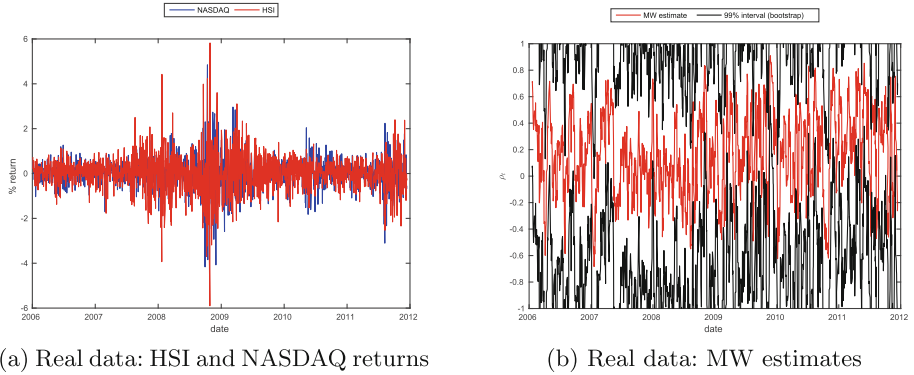 NASDAQ HSI
6
4
2
0
-2
-4
-6
% return
2006 2007 2008 2009 2010 2011 2012
date
(a) Real data: HSI and NASDAQ returns
MW estimate 99% interval (bootstrap)
1
0.8
0.6
0.4
0.2
0
-0.2
-0.4
-0.6
-0.8
-1
2006 2007 2008 2009 2010 2011 2012
date
(b) Real data: MW estimates